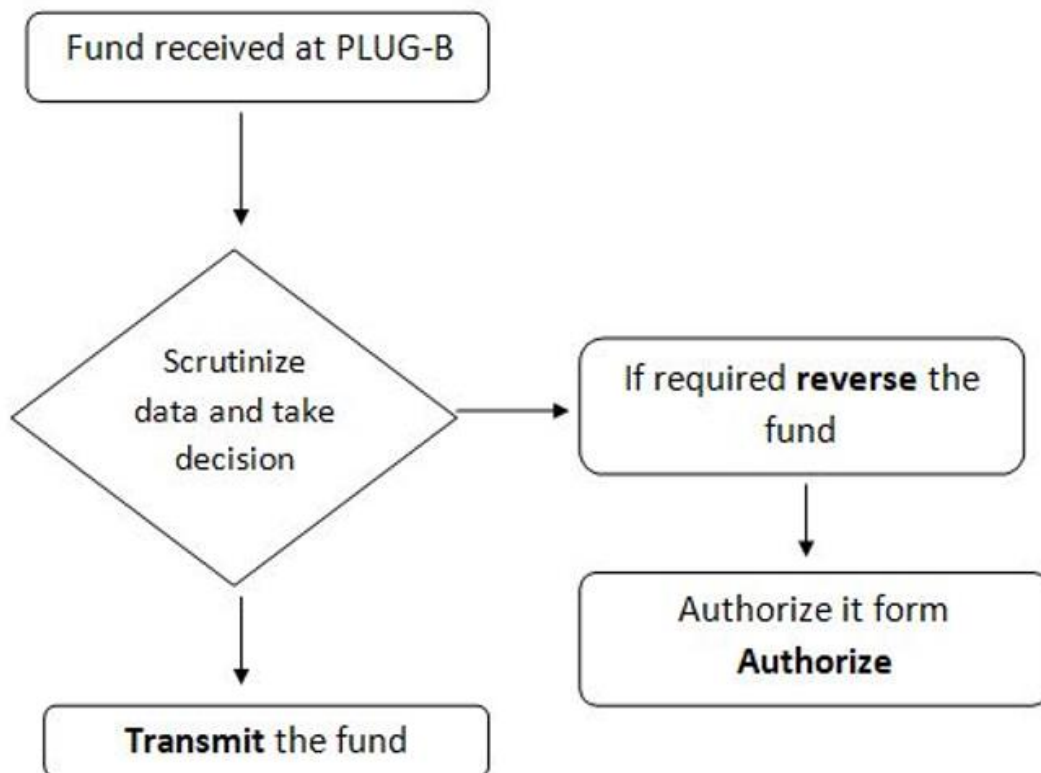 Fund received at PLUG-B
Scrutinize
data and take
decision
If required reverse the
fund
Authorize it form
Authorize
Transmit the fund